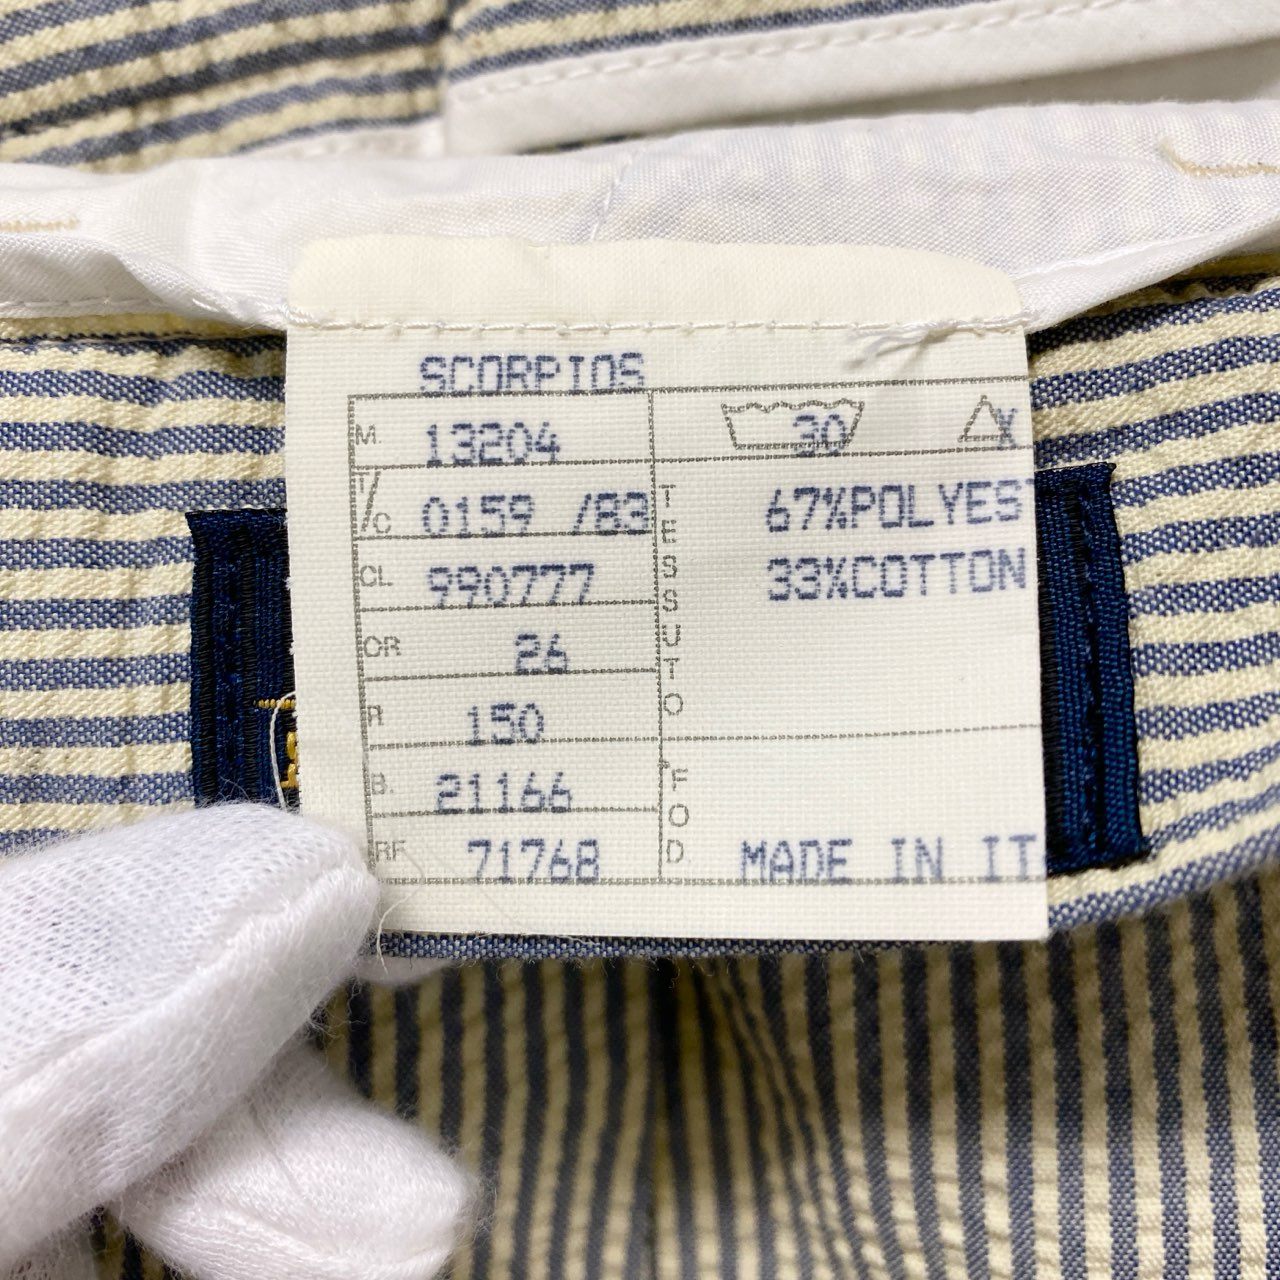 SCORPIOS
M. 13204
30 X
T/C 0159 /83
TESSUTO
67%POLYEST
33%COTTON
CL 990777
CR 26
R 150
B. 21166
FOD.
RF 71768
MADE IN IT